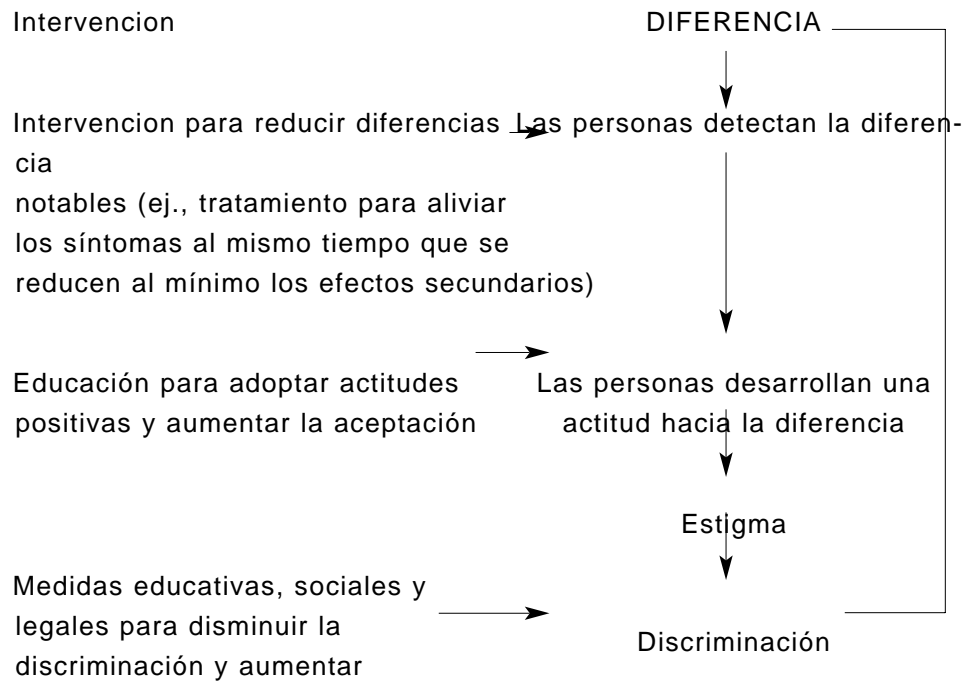 Intervencion DIFERENCIA
Intervencion para reducir diferencias Las personas detectan la diferen-
cia
notables (ej., tratamiento para aliviar
los síntomas al mismo tiempo que se
reducen al mínimo los efectos secundarios)
Educación para adoptar actitudes Las personas desarrollan una
positivas y aumentar la aceptación actitud hacia la diferencia
Estigma
Medidas educativas, sociales y
legales para disminuir la
Discriminación
discriminación y aumentar